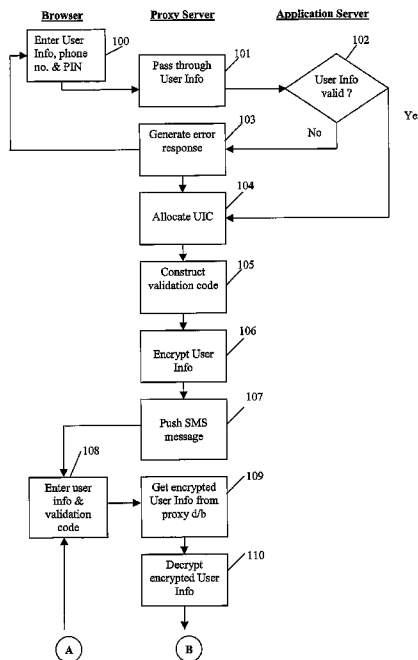 Browser
Proxy Server
Application Server
Enter User
Info, phone
no. & PIN
100
Pass through
User Info
101
User Info
valid ?
102
Generate error
response
103
No
Ye
Allocate UIC
104
Construct
validation code
105
Encrypt User
Info
106
Push SMS
message
107
Enter user
info &
validation
code
108
Get encrypted
User Info from
proxy d/b
109
Decrypt
encrypted User
Info
110
A
B